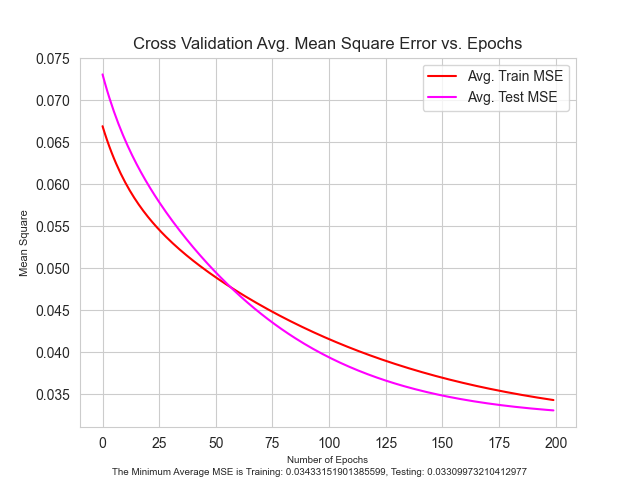 Cross Validation Avg. Mean Square Error vs. Epochs
Avg. Train MSE
Avg. Test MSE
0.075
0.070
0.065
0.060
0.055
0.050
0.045
0.040
0.035
Mean Square
0 25 50 75 100 125 150 175 200
Number of Epochs
The Minimum Average MSE is Training: 0.03433151901385599, Testing: 0.03309973210412977